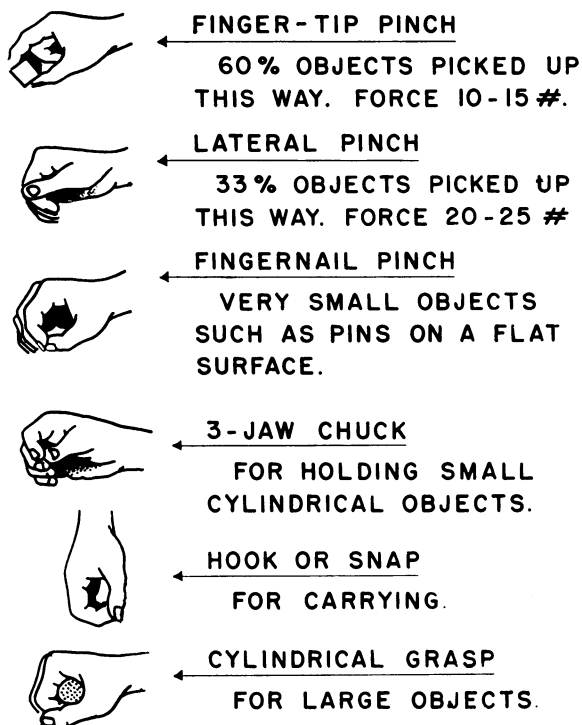 FINGER-TIP PINCH
60% OBJECTS PICKED UP
THIS WAY. FORCE 10-15 #.
LATERAL PINCH
33% OBJECTS PICKED UP
THIS WAY. FORCE 20-25 #
FINGERNAIL PINCH
VERY SMALL OBJECTS
SUCH AS PINS ON A FLAT
SURFACE.
3-JAW CHUCK
FOR HOLDING SMALL
CYLINDRICAL OBJECTS.
HOOK OR SNAP
FOR CARRYING.
CYLINDRICAL GRASP
FOR LARGE OBJECTS.